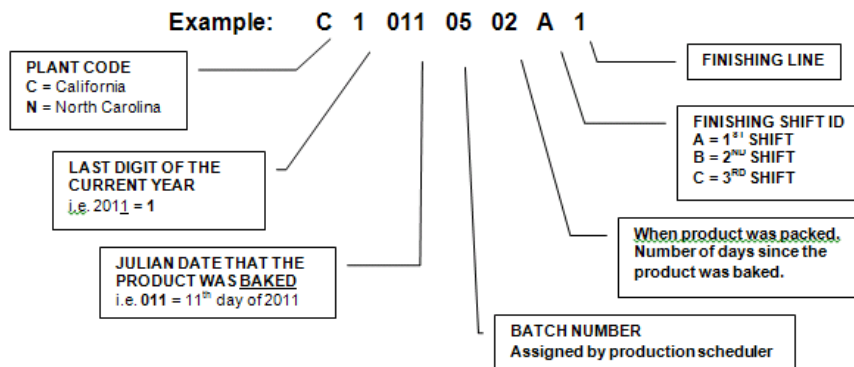 Example: C 1 011 05 02 A 1
PLANT CODE
C = California
N = North Carolina
FINISHING LINE
FINISHING SHIFT ID
A = 1ST SHIFT
B = 2ND SHIFT
C = 3RD SHIFT
LAST DIGIT OF THE
CURRENT YEAR
i.e. 2011 = 1
When product was packed.
Number of days since the
product was baked.
JULIAN DATE THAT THE
PRODUCT WAS BAKED
i.e. 011 = 11th day of 2011
BATCH NUMBER
Assigned by production scheduler